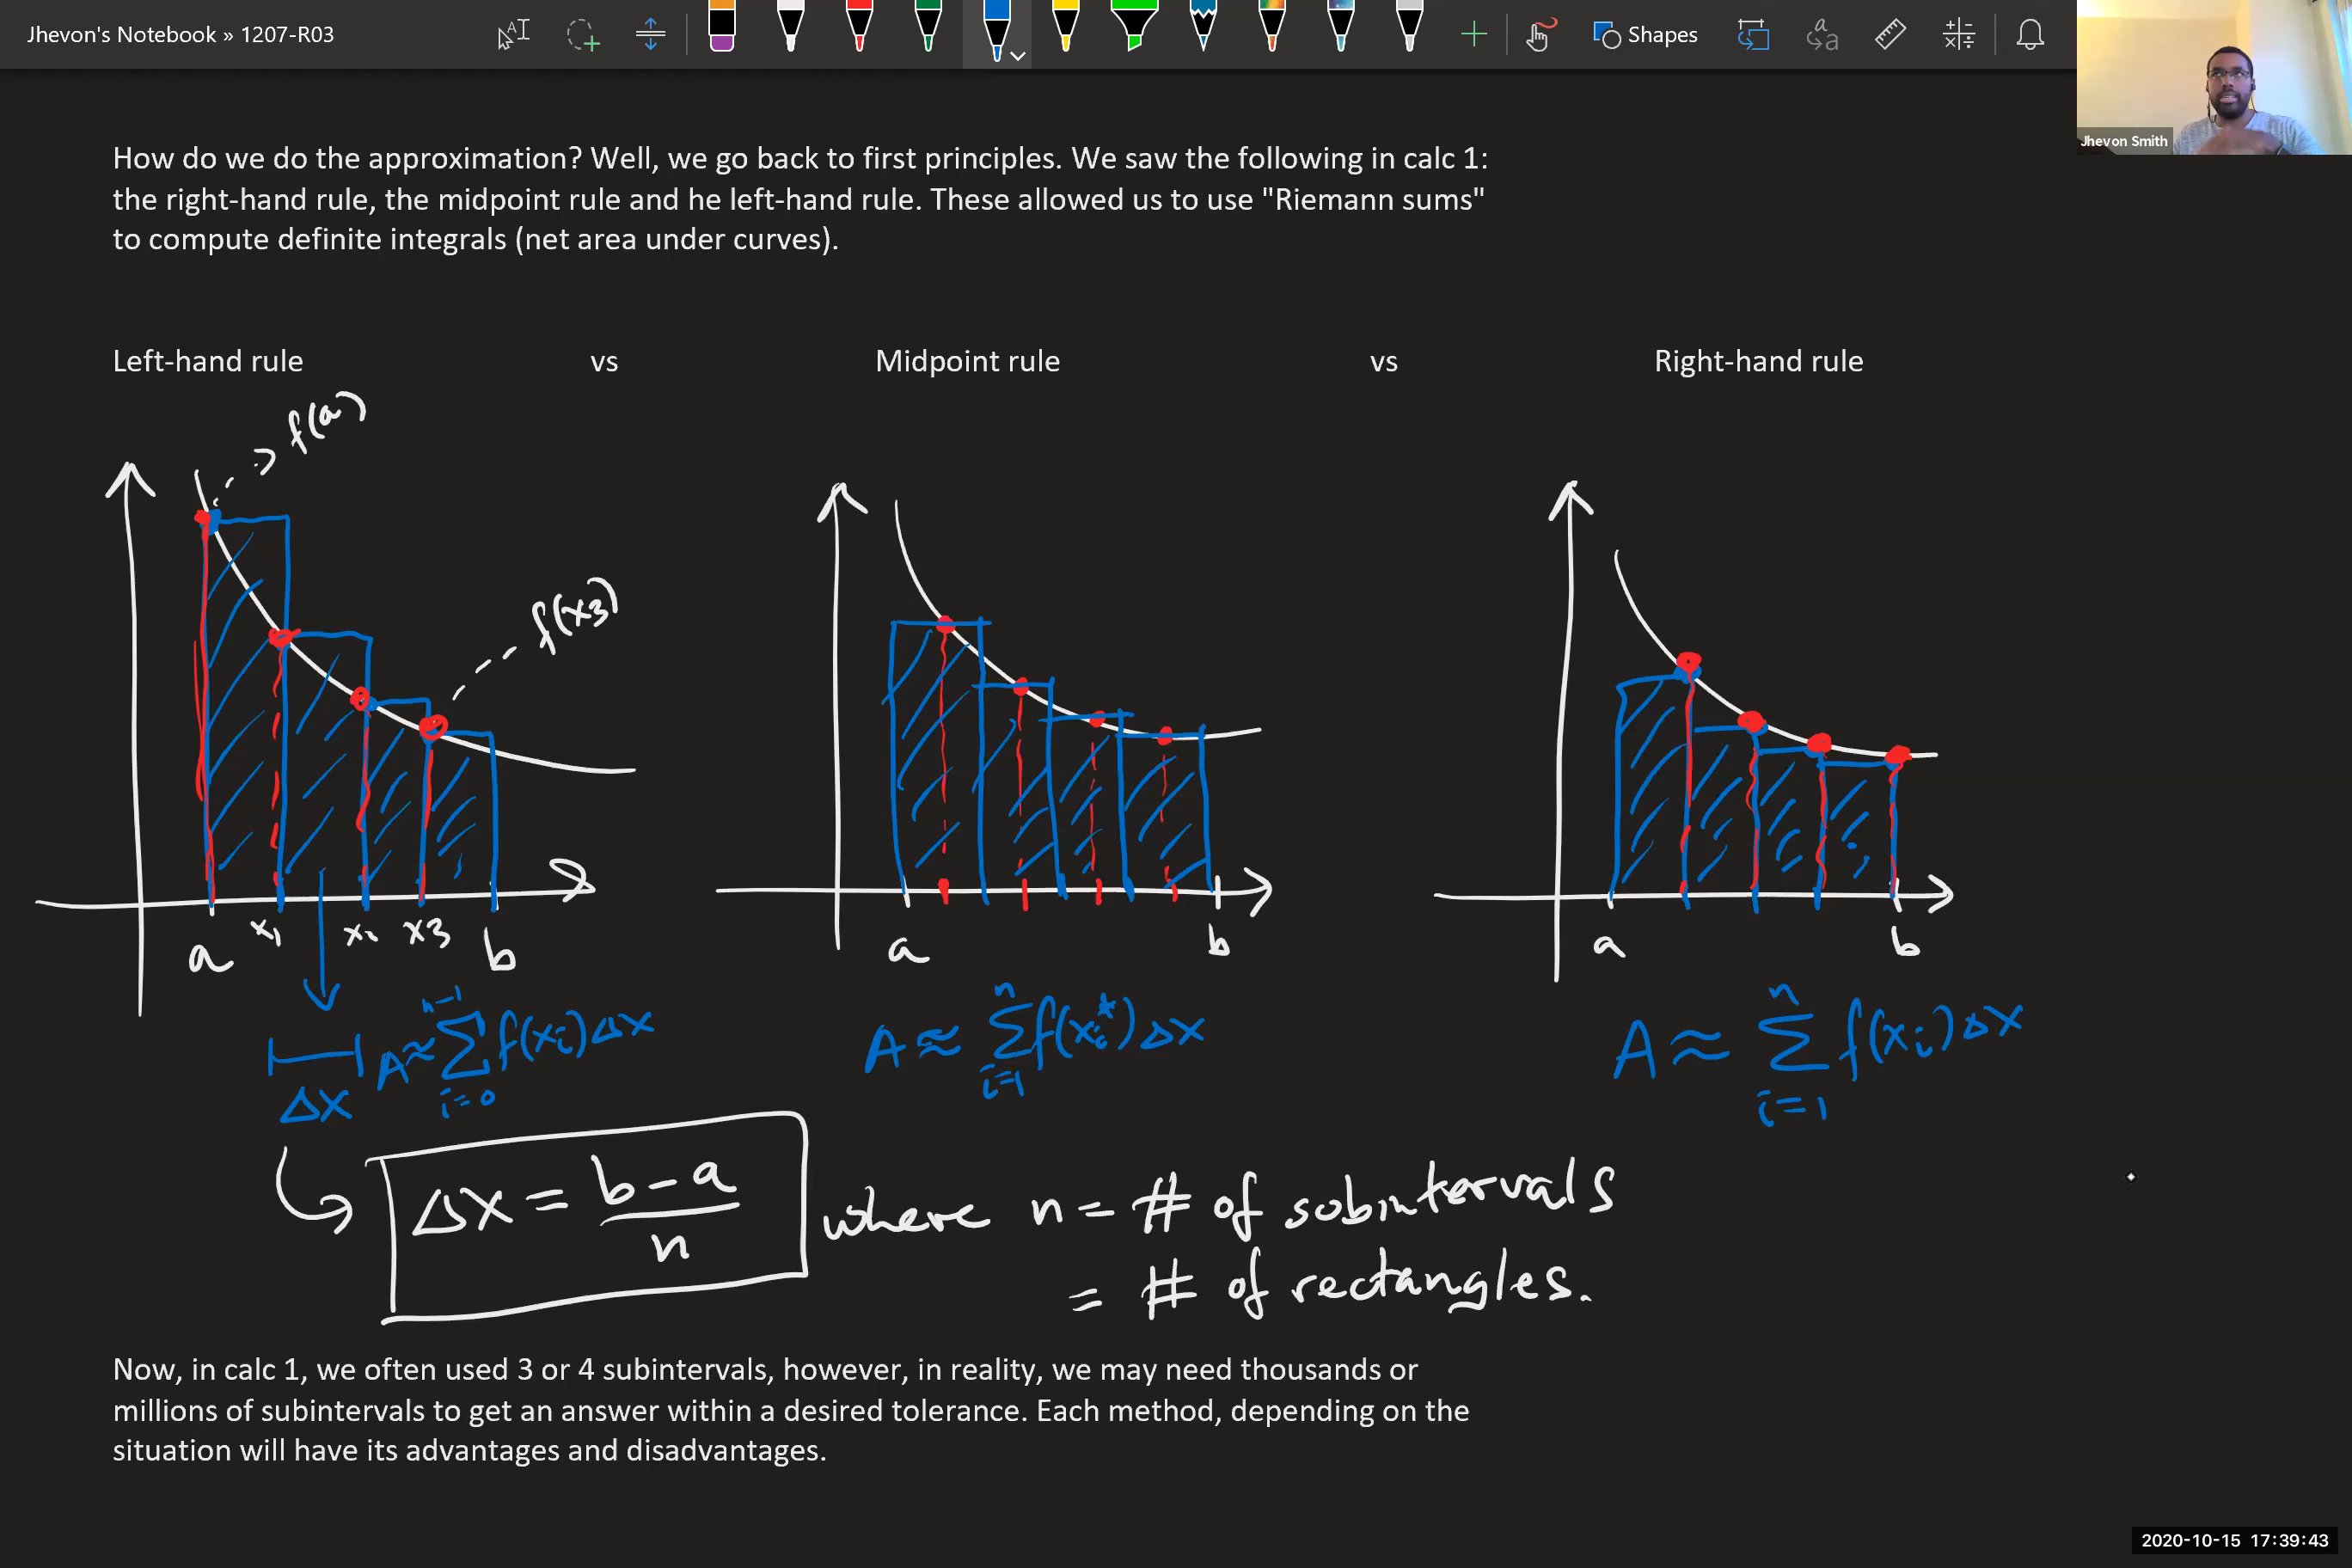 Jhevon's Notebook » 1207-R03
Shapes
Jhevon Smith
How do we do the approximation? Well, we go back to first principles. We saw the following in calc 1:
the right-hand rule, the midpoint rule and he left-hand rule. These allowed us to use "Riemann sums"
to compute definite integrals (net area under curves).
Left-hand rule vs Midpoint rule vs Right-hand rule
f(a)
f(x3)
a x1 x2 x3 b
a b
a b
Δx
A≈ n-1 Σ i=0 f(xi)Δx
A ≈ n Σ i=1 f(xi*)Δx
A ≈ n Σ i=1 f(xi)Δx
Δx = b-a / n where n = # of subintervals
= # of rectangles.
Now, in calc 1, we often used 3 or 4 subintervals, however, in reality, we may need thousands or
millions of subintervals to get an answer within a desired tolerance. Each method, depending on the
situation will have its advantages and disadvantages.
2020-10-15 17:39:43